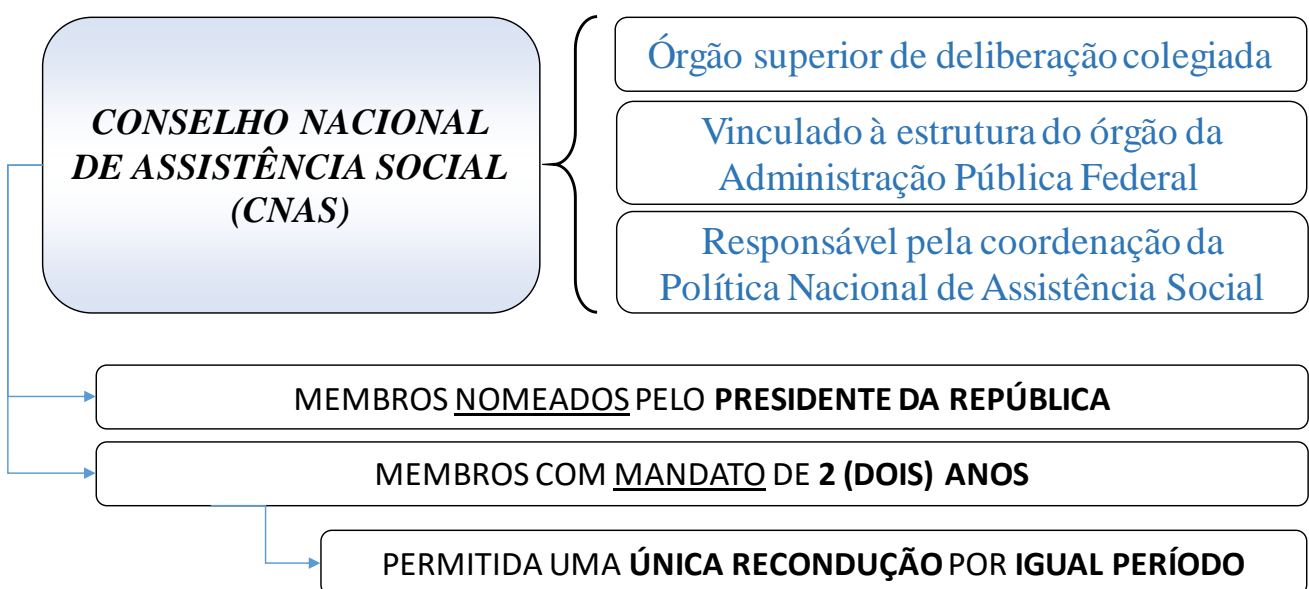 CONSELHO NACIONAL
DE ASSISTÊNCIA SOCIAL
(CNAS)
Órgão superior de deliberação colegiada
Vinculado à estrutura do órgão da
Administração Pública Federal
Responsável pela coordenação da
Política Nacional de Assistência Social
MEMBROS NOMEADOS PELO PRESIDENTE DA REPÚBLICA
MEMBROS COM MANDATO DE 2 (DOIS) ANOS
PERMITIDA UMA ÚNICA RECONDUÇÃO POR IGUAL PERÍODO